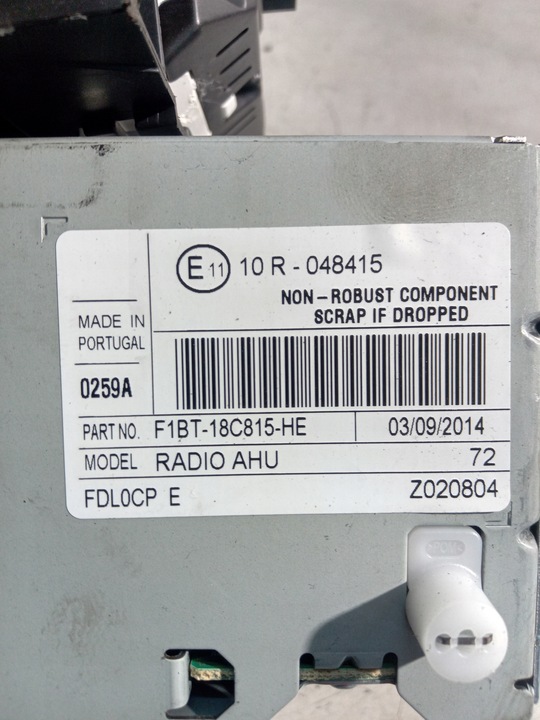 E 11 10 R - 048415
NON-ROBUST COMPONENT
SCRAP IF DROPPED
MADE IN
PORTUGAL
0259A
PART NO. F1BT-18C815-HE 03/09/2014
MODEL RADIO AHU 72
FDL0CP E Z020804